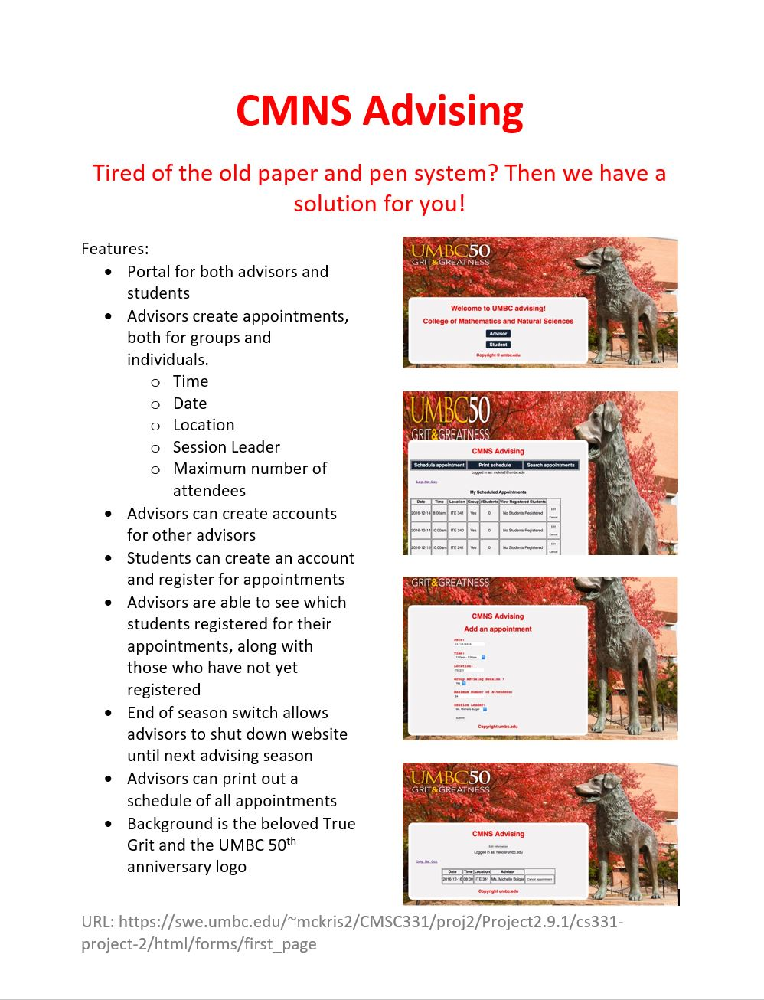 CMNS Advising
Tired of the old paper and pen system? Then we have a
solution for you!
Features:
• Portal for both advisors and
students
• Advisors create appointments,
both for groups and
individuals.
o Time
o Date
o Location
o Session Leader
o Maximum number of
attendees
• Advisors can create accounts
for other advisors
• Students can create an account
and register for appointments
• Advisors are able to see which
students registered for their
appointments, along with
those who have not yet
registered
• End of season switch allows
advisors to shut down website
until next advising season
• Advisors can print out a
schedule of all appointments
• Background is the beloved True
Grit and the UMBC 50th
anniversary logo
UMBC50
GRIT&GREATNESS
Welcome to UMBC advising!
College of Mathematics and Natural Sciences
Advisor
Student
Copyright © umbc.edu
UMBC50
GRIT&GREATNESS
CMNS Advising
Schedule appointment Print schedule Search appointments
Logged in as: mckris2@umbc.edu
Log Me Out
My Scheduled Appointments
Date Time Location Group #Students View Registered Students
2016-12-14 8:00am ITE 341 Yes 0 No Students Registered Edit Cancel
2016-12-14 10:00am ITE 240 Yes 0 No Students Registered Edit Cancel
2016-12-15 10:00am ITE 241 Yes 0 No Students Registered Edit Cancel
GRIT&GREATNESS
CMNS Advising
Add an appointment
Date:
Time:
1:00pm - 1:30pm
Location:
ITE 231
Group Advising Session ?
Yes
Maximum Number of Attendees:
Session Leader:
Ms. Michelle Bulger
Submit
Copyright umbc.edu
UMBC50
GRIT&GREATNESS
CMNS Advising
Edit Information
Logged in as: hello@umbc.edu
Log Me Out
Date Time Location Advisor
2016-12-16 08:00 ITE 341 Ms. Michelle Bulger Cancel Appointment
Copyright umbc.edu
URL: https://swe.umbc.edu/~mckris2/CMSC331/proj2/Project2.9.1/cs331-
project-2/html/forms/first_page